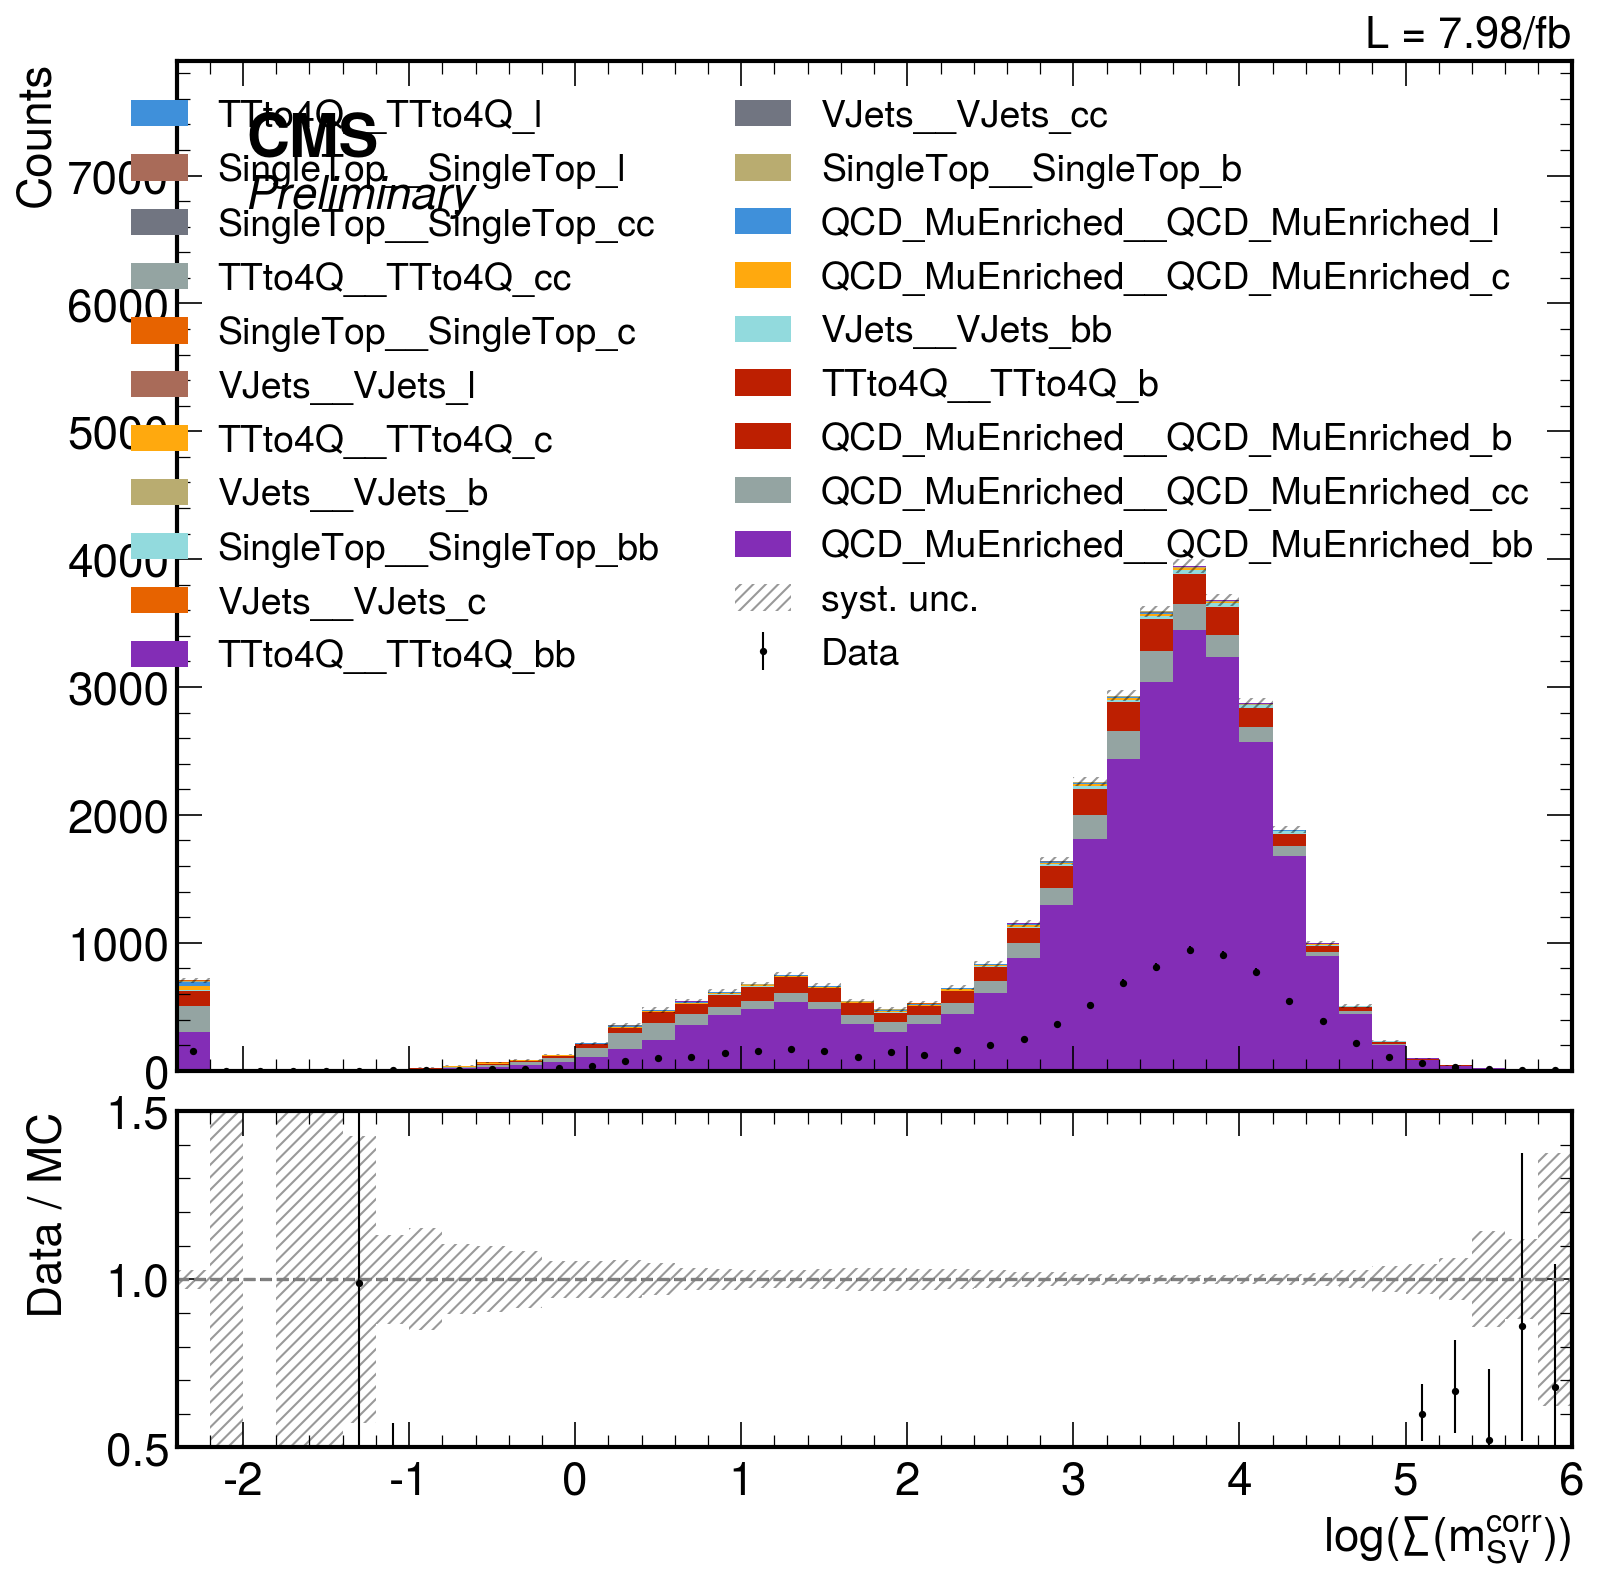 L = 7.98/fb
Counts
CMS
Preliminary
TTto4Q__TTto4Q_l
SingleTop__SingleTop_l
SingleTop__SingleTop_cc
TTto4Q__TTto4Q_cc
SingleTop__SingleTop_c
VJets__VJets_l
TTto4Q__TTto4Q_c
VJets__VJets_b
SingleTop__SingleTop_bb
VJets__VJets_c
TTto4Q__TTto4Q_bb
VJets__VJets_cc
SingleTop__SingleTop_b
QCD_MuEnriched__QCD_MuEnriched_l
QCD_MuEnriched__QCD_MuEnriched_c
VJets__VJets_bb
TTto4Q__TTto4Q_b
QCD_MuEnriched__QCD_MuEnriched_b
QCD_MuEnriched__QCD_MuEnriched_cc
QCD_MuEnriched__QCD_MuEnriched_bb
syst. unc.
Data
7000
6000
5000
4000
3000
2000
1000
0
Data / MC
1.5
1.0
0.5
-2 -1 0 1 2 3 4 5 6
log(∑(m_SV^corr))